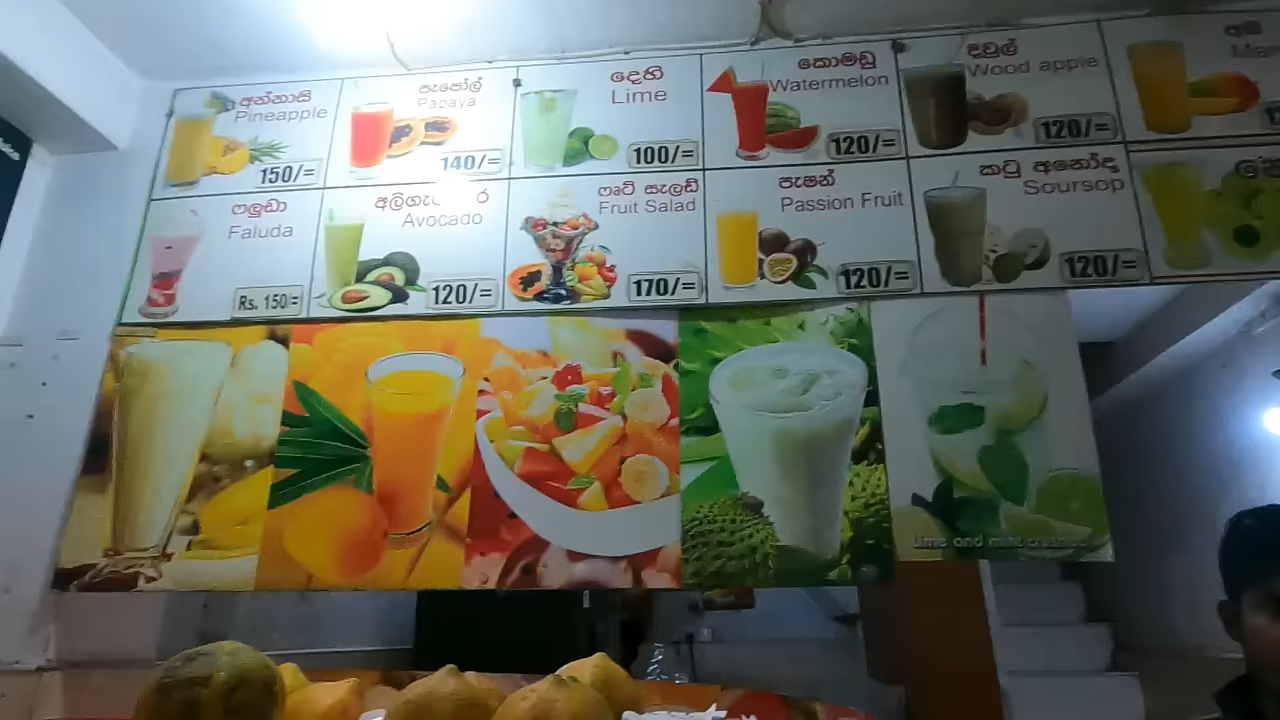 අන්නාසි
Pineapple
150/=
පැපෝල්
Papaya
140/=
දෙහි
Lime
100/=
කොමඩු
Watermelon
120/=
දිවුල්
Wood apple
120/=
අඹ
ෆලූඩා
Faluda
Rs. 150=
Avocado
120/=
ෆෘට් සැලඩ්
Fruit Salad
170/=
පැෂන්
Passion Fruit
120/=
කටු අනෝදා
Soursop
120/=
lime and mint